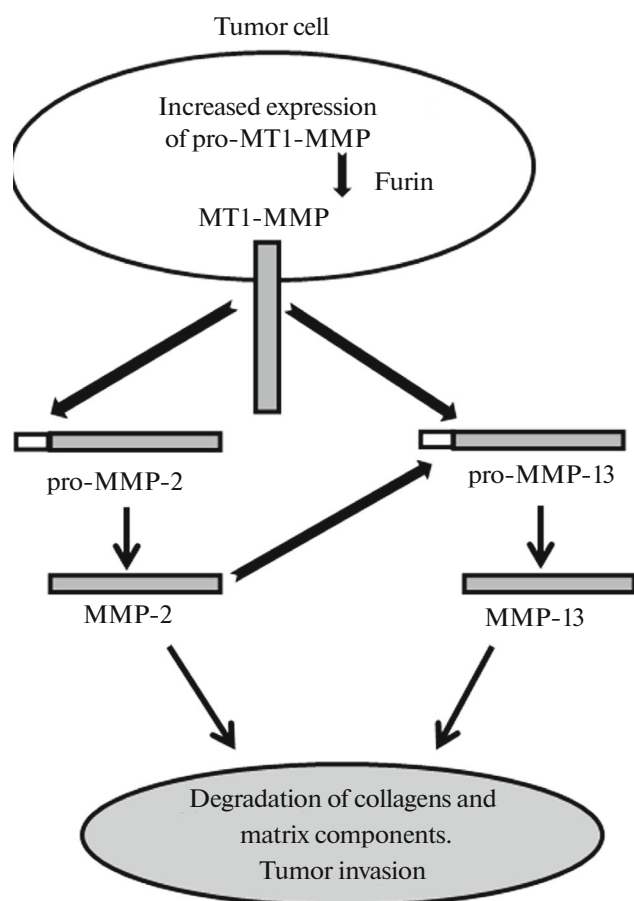 Tumor cell
Increased expression
of pro-MT1-MMP
Furin
MT1-MMP
pro-MMP-2
pro-MMP-13
MMP-2
MMP-13
Degradation of collagens and
matrix components.
Tumor invasion